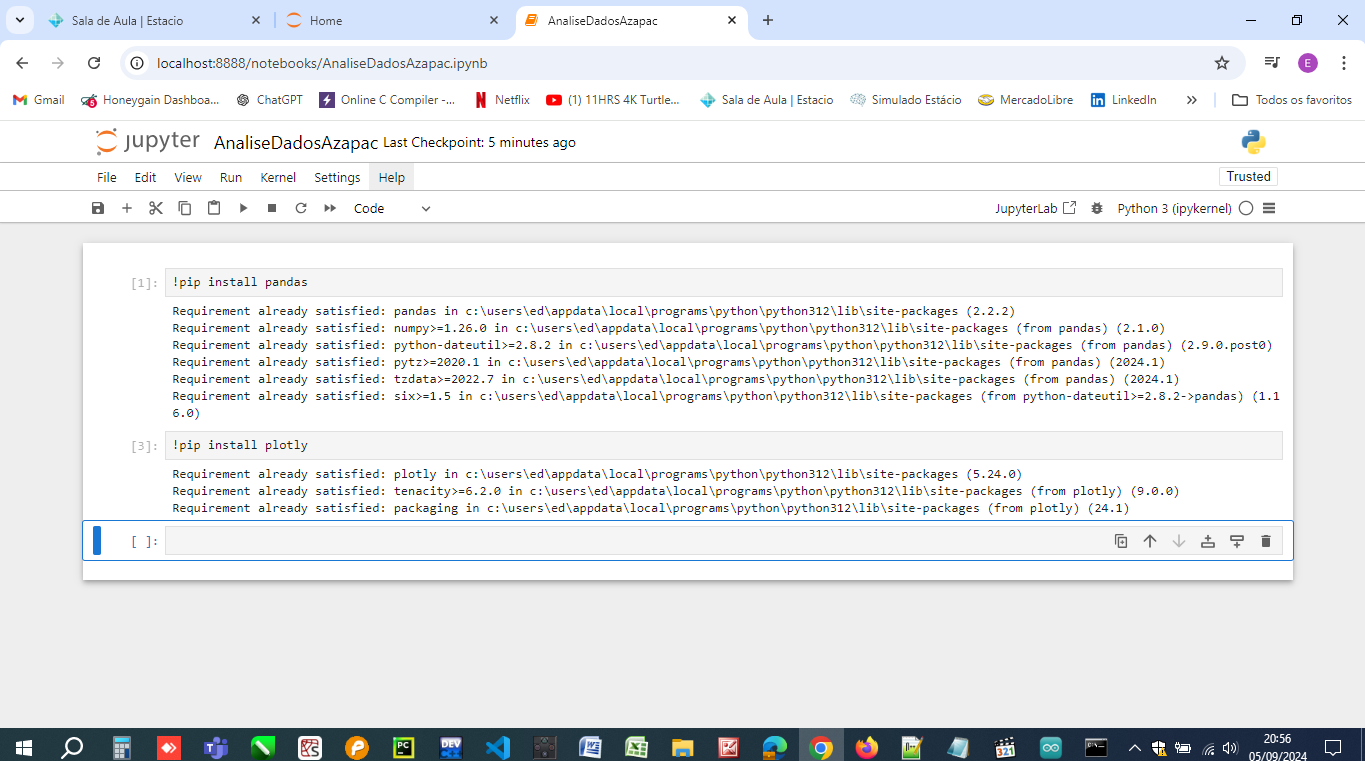 Sala de Aula | Estacio
Home
AnaliseDadosAzapac
localhost:8888/notebooks/AnaliseDadosAzapac.ipynb
E
Gmail
Honeygain Dashboa...
ChatGPT
Online C Compiler -...
Netflix
(1) 11HRS 4K Turtle...
Sala de Aula | Estacio
Simulado Estácio
MercadoLibre
LinkedIn
Todos os favoritos
jupyter AnaliseDadosAzapac Last Checkpoint: 5 minutes ago
File Edit View Run Kernel Settings Help
Trusted
Code
JupyterLab
Python 3 (ipykernel)
[1]: !pip install pandas
Requirement already satisfied: pandas in c:\users\ed\appdata\local\programs\python\python312\lib\site-packages (2.2.2)
Requirement already satisfied: numpy>=1.26.0 in c:\users\ed\appdata\local\programs\python\python312\lib\site-packages (from pandas) (2.1.0)
Requirement already satisfied: python-dateutil>=2.8.2 in c:\users\ed\appdata\local\programs\python\python312\lib\site-packages (from pandas) (2.9.0.post0)
Requirement already satisfied: pytz>=2020.1 in c:\users\ed\appdata\local\programs\python\python312\lib\site-packages (from pandas) (2024.1)
Requirement already satisfied: tzdata>=2022.7 in c:\users\ed\appdata\local\programs\python\python312\lib\site-packages (from pandas) (2024.1)
Requirement already satisfied: six>=1.5 in c:\users\ed\appdata\local\programs\python\python312\lib\site-packages (from python-dateutil>=2.8.2->pandas) (1.1
6.0)
[3]: !pip install plotly
Requirement already satisfied: plotly in c:\users\ed\appdata\local\programs\python\python312\lib\site-packages (5.24.0)
Requirement already satisfied: tenacity>=6.2.0 in c:\users\ed\appdata\local\programs\python\python312\lib\site-packages (from plotly) (9.0.0)
Requirement already satisfied: packaging in c:\users\ed\appdata\local\programs\python\python312\lib\site-packages (from plotly) (24.1)
[ ]:
PC
DEV
321
20:56
05/09/2024